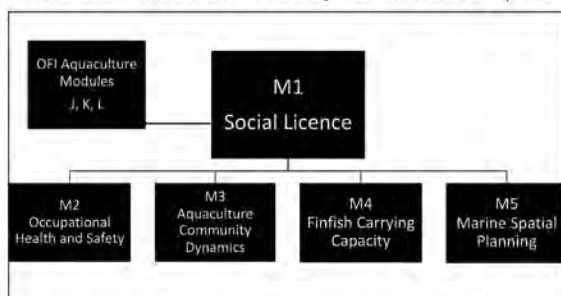 OFI Aquaculture
Modules
J, K, L
M1
Social Licence
M2
Occupational
Health and Safety
M3
Aquaculture
Community
Dynamics
M4
Finfish Carrying
Capacity
M5
Marine Spatial
Planning